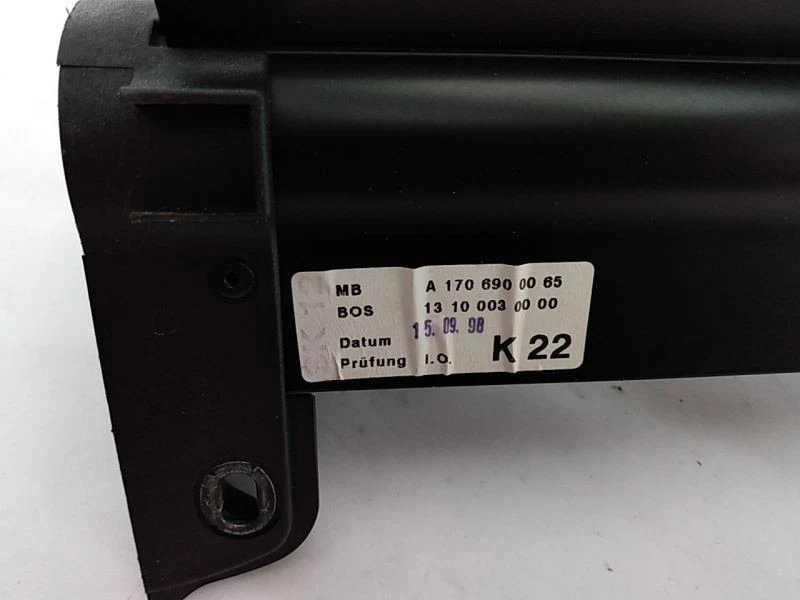 MB A 170 690 00 65
BOS 13 10 003 00 00
Datum 15. 09. 98
Prüfung I.O. K 22